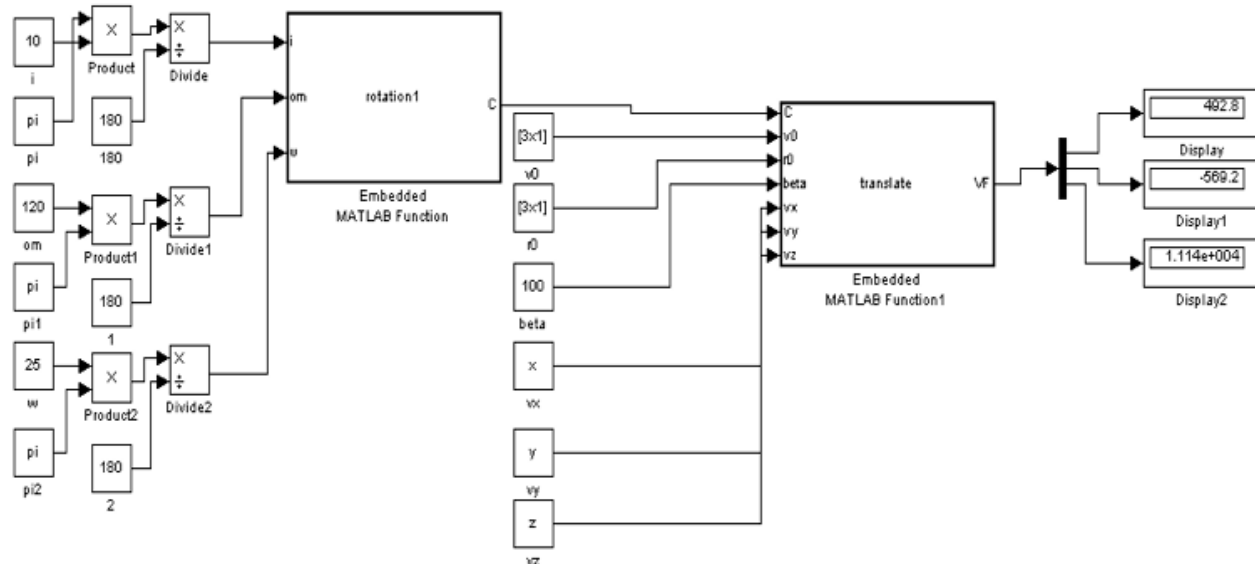 10
i
pi
pi
X
Product
180
180
X
÷
Divide
120
om
pi
pi1
X
Product1
180
1
X
÷
Divide1
25
w
pi
pi2
X
Product2
180
2
X
÷
Divide2
i
om
w
rotation1
C
Embedded
MATLAB Function
[3x1]
v0
[3x1]
r0
100
beta
x
vx
y
vy
z
vz
C
v0
r0
beta
vx
vy
vz
translate
VF
Embedded
MATLAB Function1
492.8
Display
-569.2
Display1
1.114e+004
Display2